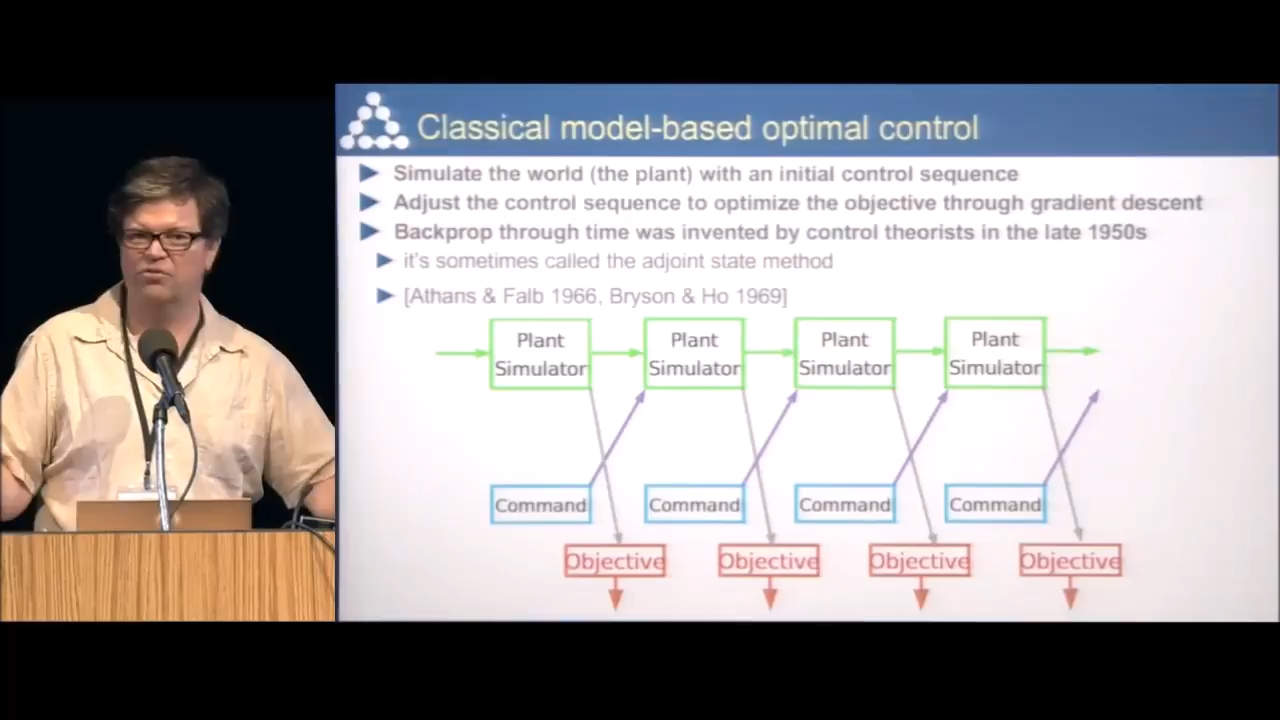 Classical model-based optimal control
Simulate the world (the plant) with an initial control sequence
Adjust the control sequence to optimize the objective through gradient descent
Backprop through time was invented by control theorists in the late 1950s
it's sometimes called the adjoint state method
[Athans & Falb 1966, Bryson & Ho 1969]
Plant Plant Plant Plant
Simulator Simulator Simulator Simulator
Command Command Command Command
Objective Objective Objective Objective